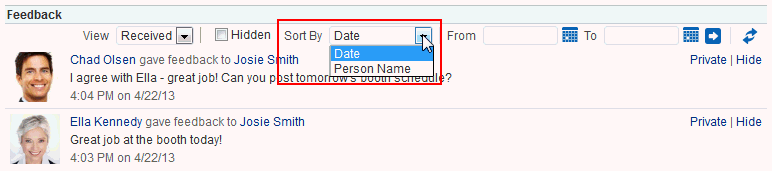 Feedback
View Received Hidden Sort By Date From To
Date
Person Name
Chad Olsen gave feedback to Josie Smith Private | Hide
I agree with Ella - great job! Can you post tomorrow's booth schedule?
4:04 PM on 4/22/13
Ella Kennedy gave feedback to Josie Smith Private | Hide
Great job at the booth today!
4:03 PM on 4/22/13